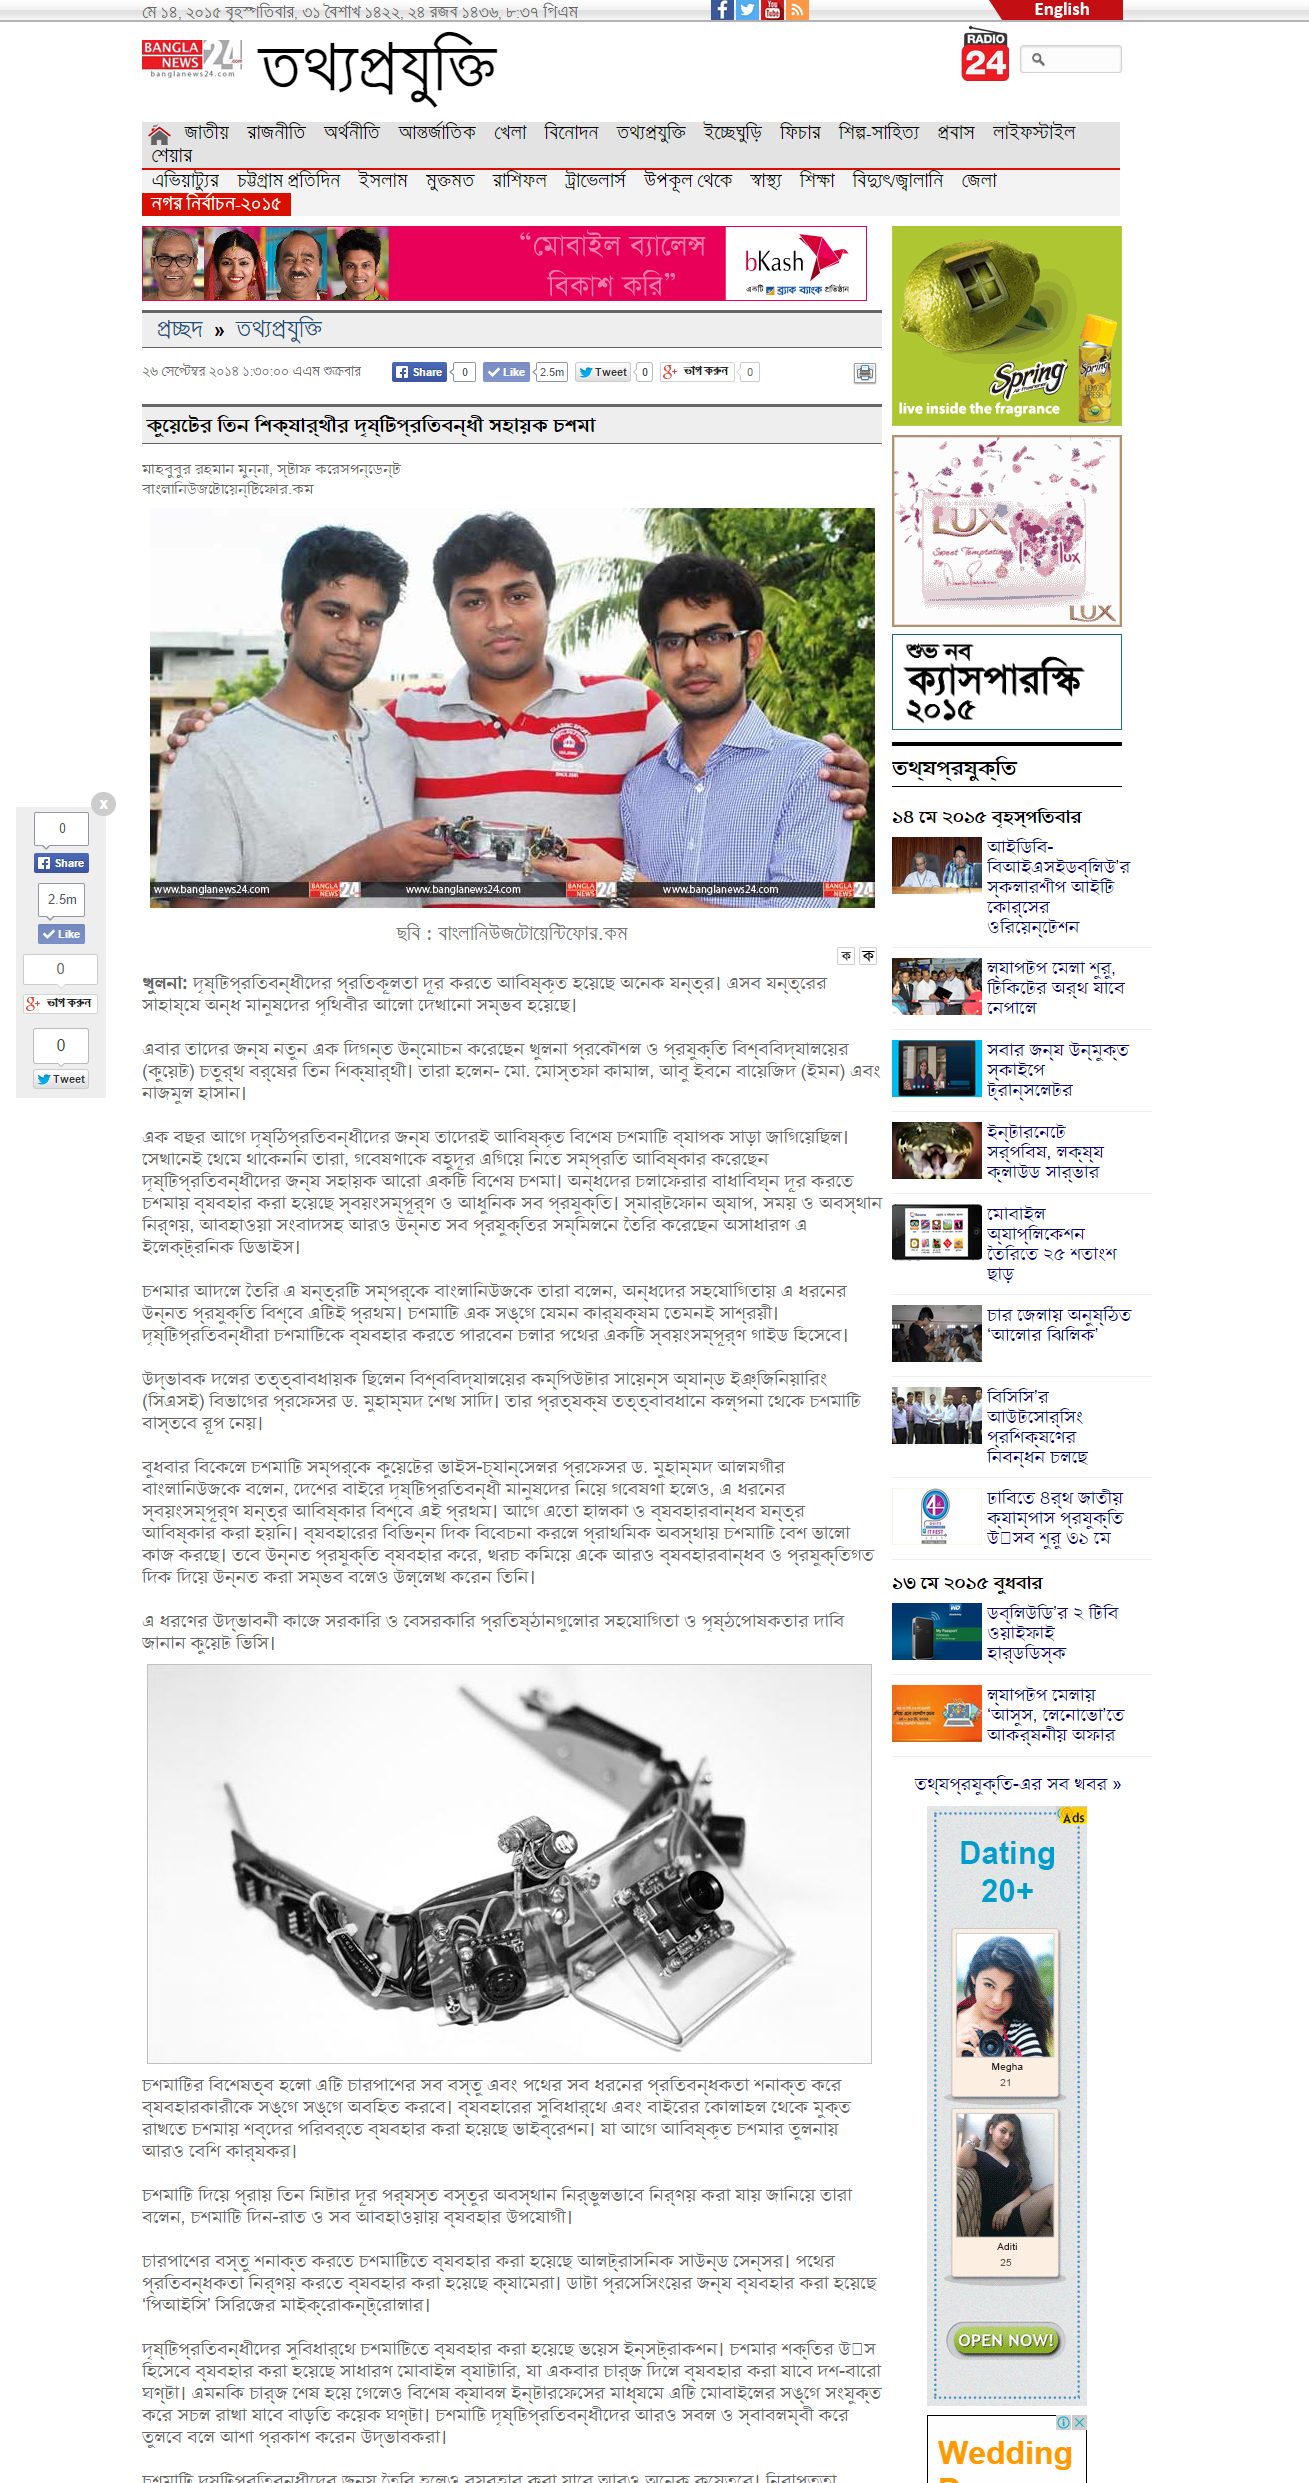 মে ১৪, ২০১৫ বৃহস্পতিবার, ৩১ বৈশাখ ১৪২২, ২৪ রজব ১৪৩৬, ৮:৩৭ পিএম
English
BANGLA NEWS 24.com
banglanews24.com
তথ্যপ্রযুক্তি
RADIO 24
জাতীয় রাজনীতি অর্থনীতি আন্তর্জাতিক খেলা বিনোদন তথ্যপ্রযুক্তি ইচ্ছেঘুড়ি ফিচার শিল্প-সাহিত্য প্রবাস লাইফস্টাইল
শেয়ার
এভিয়াট্যুর চট্টগ্রাম প্রতিদিন ইসলাম মুক্তমত রাশিফল ট্রাভেলার্স উপকূল থেকে স্বাস্থ্য শিক্ষা বিদ্যুৎ/জ্বালানি জেলা
নগর নির্বাচন-২০১৫
“মোবাইল ব্যালেন্স
বিকাশ করি”
bKash
একটি ব্র্যাক ব্যাংক প্রতিষ্ঠান
প্রচ্ছদ » তথ্যপ্রযুক্তি
২৬ সেপ্টেম্বর ২০১৪ ১:৩০:০০ এএম শুক্রবার
Share 0 Like 2.5m Tweet 0 ভাগ করুন 0
কুয়েটের তিন শিক্ষার্থীর দৃষ্টিপ্রতিবন্ধী সহায়ক চশমা
মাহবুবুর রহমান মুন্না, স্টাফ করেসপন্ডেন্ট
বাংলানিউজটোয়েন্টিফোর.কম
www.banglanews24.com BANGLA NEWS 24 www.banglanews24.com BANGLA NEWS 24 www.banglanews24.com BANGLA NEWS 24
ছবি : বাংলানিউজটোয়েন্টিফোর.কম
ক ক
খুলনা: দৃষ্টিপ্রতিবন্ধীদের প্রতিকূলতা দূর করতে আবিষ্কৃত হয়েছে অনেক যন্ত্র। এসব যন্ত্রের
সাহায্যে অন্ধ মানুষদের পৃথিবীর আলো দেখানো সম্ভব হয়েছে।
এবার তাদের জন্য নতুন এক দিগন্ত উন্মোচন করেছেন খুলনা প্রকৌশল ও প্রযুক্তি বিশ্ববিদ্যালয়ের
(কুয়েট) চতুর্থ বর্ষের তিন শিক্ষার্থী। তারা হলেন- মো. মোস্তফা কামাল, আবু ইবনে বায়েজিদ (ইমন) এবং
নাজমুল হাসান।
এক বছর আগে দৃষ্ঠিপ্রতিবন্ধীদের জন্য তাদেরই আবিষ্কৃত বিশেষ চশমাটি ব্যাপক সাড়া জাগিয়েছিল।
সেখানেই থেমে থাকেননি তারা, গবেষণাকে বহুদূর এগিয়ে নিতে সম্প্রতি আবিষ্কার করেছেন
দৃষ্টিপ্রতিবন্ধীদের জন্য সহায়ক আরো একটি বিশেষ চশমা। অন্ধদের চলাফেরার বাধাবিঘ্ন দূর করতে
চশমায় ব্যবহার করা হয়েছে স্বয়ংসম্পূর্ণ ও আধুনিক সব প্রযুক্তি। স্মার্টফোন অ্যাপ, সময় ও অবস্থান
নির্ণয়, আবহাওয়া সংবাদসহ আরও উন্নত সব প্রযুক্তির সম্মিলনে তৈরি করেছেন অসাধারণ এ
ইলেক্ট্রনিক ডিভাইস।
চশমার আদলে তৈরি এ যন্ত্রটি সম্পর্কে বাংলানিউজকে তারা বলেন, অন্ধদের সহযোগিতায় এ ধরনের
উন্নত প্রযুক্তি বিশ্বে এটিই প্রথম। চশমাটি এক সঙ্গে যেমন কার্যক্ষম তেমনই সাশ্রয়ী।
দৃষ্টিপ্রতিবন্ধীরা চশমাটিকে ব্যবহার করতে পারবেন চলার পথের একটি স্বয়ংসম্পূর্ণ গাইড হিসেবে।
উদ্ভাবক দলের তত্ত্বাবধায়ক ছিলেন বিশ্ববিদ্যালয়ের কম্পিউটার সায়েন্স অ্যান্ড ইঞ্জিনিয়ারিং
(সিএসই) বিভাগের প্রফেসর ড. মুহাম্মদ শেখ সাদি। তার প্রত্যক্ষ তত্ত্বাবধানে কল্পনা থেকে চশমাটি
বাস্তবে রূপ নেয়।
বুধবার বিকেলে চশমাটি সম্পর্কে কুয়েটের ভাইস-চ্যান্সেলর প্রফেসর ড. মুহাম্মদ আলমগীর
বাংলানিউজকে বলেন, দেশের বাইরে দৃষ্টিপ্রতিবন্ধী মানুষদের নিয়ে গবেষণা হলেও, এ ধরনের
স্বয়ংসম্পূরণ যন্ত্র আবিষ্কার বিশ্বে এই প্রথম। আগে এতো হালকা ও ব্যবহারবান্ধব যন্ত্র
আবিষ্কার করা হয়নি। ব্যবহারের বিভিন্ন দিক বিবেচনা করলে প্রাথমিক অবস্থায় চশমাটি বেশ ভালো
কাজ করছে। তবে উন্নত প্রযুক্তি ব্যবহার করে, খরচ কমিয়ে একে আরও ব্যবহারবান্ধব ও প্রযুক্তিগত
দিক দিয়ে উন্নত করা সম্ভব বলেও উল্লেখ করেন তিনি।
এ ধরণের উদ্ভাবনী কাজে সরকারি ও বেসরকারি প্রতিষ্ঠানগুলোর সহযোগিতা ও পৃষ্ঠপোষকতার দাবি
জানান কুয়েট ভিসি।
চশমাটির বিশেষত্ব হলো এটি চারপাশের সব বস্তু এবং পথের সব ধরনের প্রতিবন্ধকতা শনাক্ত করে
ব্যবহারকারীকে সঙ্গে সঙ্গে অবহিত করবে। ব্যবহারের সুবিধার্থে এবং বাইরের কোলাহল থেকে মুক্ত
রাখতে চশমায় শব্দের পরিবর্তে ব্যবহার করা হয়েছে ভাইব্রেশন। যা আগে আবিষ্কৃত চশমার তুলনায়
আরও বেশি কার্যকর।
চশমাটি দিয়ে প্রায় তিন মিটার দূর পর্যস্ত বস্তুর অবস্থান নির্ভুলভাবে নির্ণয় করা যায় জানিয়ে তারা
বলেন, চশমাটি দিন-রাত ও সব আবহাওয়ায় ব্যবহার উপযোগী।
চারপাশের বস্তু শনাক্ত করতে চশমাটিতে ব্যবহার করা হয়েছে আলট্রাসনিক সাউন্ড সেন্সর। পথের
প্রতিবন্ধকতা নির্ণয় করতে ব্যবহার করা হয়েছে ক্যামেরা। ডাটা প্রসেসিংয়ের জন্য ব্যবহার করা হয়েছে
‘পিআইসি’ সিরিজের মাইক্রোকন্ট্রোলার।
দৃষ্টিপ্রতিবন্ধীদের সুবিধার্থে চশমাটিতে ব্যবহার করা হয়েছে ভয়েস ইন্সট্রাকশন। চশমার শক্তির উস
হিসেবে ব্যবহার করা হয়েছে সাধারণ মোবাইল ব্যাটারি, যা একবার চার্জ দিলে ব্যবহার করা যাবে দশ-বারো
ঘণ্টা। এমনকি চার্জ শেষ হয়ে গেলেও বিশেষ ক্যাবল ইন্টারফেসের মাধ্যমে এটি মোবাইলের সঙ্গে সংযুক্ত
করে সচল রাখা যাবে বাড়তি কয়েক ঘণ্টা। চশমাটি দৃষ্টিপ্রতিবন্ধীদের আরও সবল ও স্বাবলম্বী করে
তুলবে বলে আশা প্রকাশ করেন উদ্ভাবকরা।
চশমাটি দৃষ্টিপ্রতিবন্ধীদের জন্য তৈরি হলেও ব্যবহার করা যাবে আরও অনেক ক্ষেত্রে। নিরাপত্তা
x
0
Share
2.5m
Like
0
ভাগ করুন
0
Tweet
Spring
live inside the fragrance
LUX
Sweet Temptation
LUX
শুভ নব
ক্যাসপারস্কি
২০১৫
তথ্যপ্রযুক্তি
১৪ মে ২০১৫ বৃহস্পতিবার
আইডিবি-
বিআইএসইডব্লিউ’র
স্কলারশীপ আইটি
কোর্সের
ওরিয়েন্টেশন
ল্যাপটপ মেলা শুরু,
টিকিটের অর্থ যাবে
নেপালে
সবার জন্য উন্মুক্ত
স্কাইপে
ট্রান্সলেটর
ইন্টারনেটে
সর্পবিষ, লক্ষ্য
ক্লাউড সার্ভার
মোবাইল
অ্যাপ্লিকেশন
তৈরিতে ২৫ শতাংশ
ছাড়
চার জেলায় অনুষ্ঠিত
‘আলোর ঝিলিক’
বিসিসি’র
আউটসোর্সিং
প্রশিক্ষণের
নিবন্ধন চলছে
ঢাবিতে ৪র্থ জাতীয়
ক্যাম্পাস প্রযুক্তি
উসব শুরু ৩১ মে
১৩ মে ২০১৫ বুধবার
ডব্লিউডি’র ২ টিবি
ওয়াইফাই
হার্ডডিস্ক
ল্যাপটপ মেলায়
‘আসুস, লেনোভো’তে
আকর্ষনীয় অফার
তথ্যপ্রযুক্তি-এর সব খবর »
Ads
Dating
20+
Megha
21
Aditi
25
OPEN NOW!
Wedding